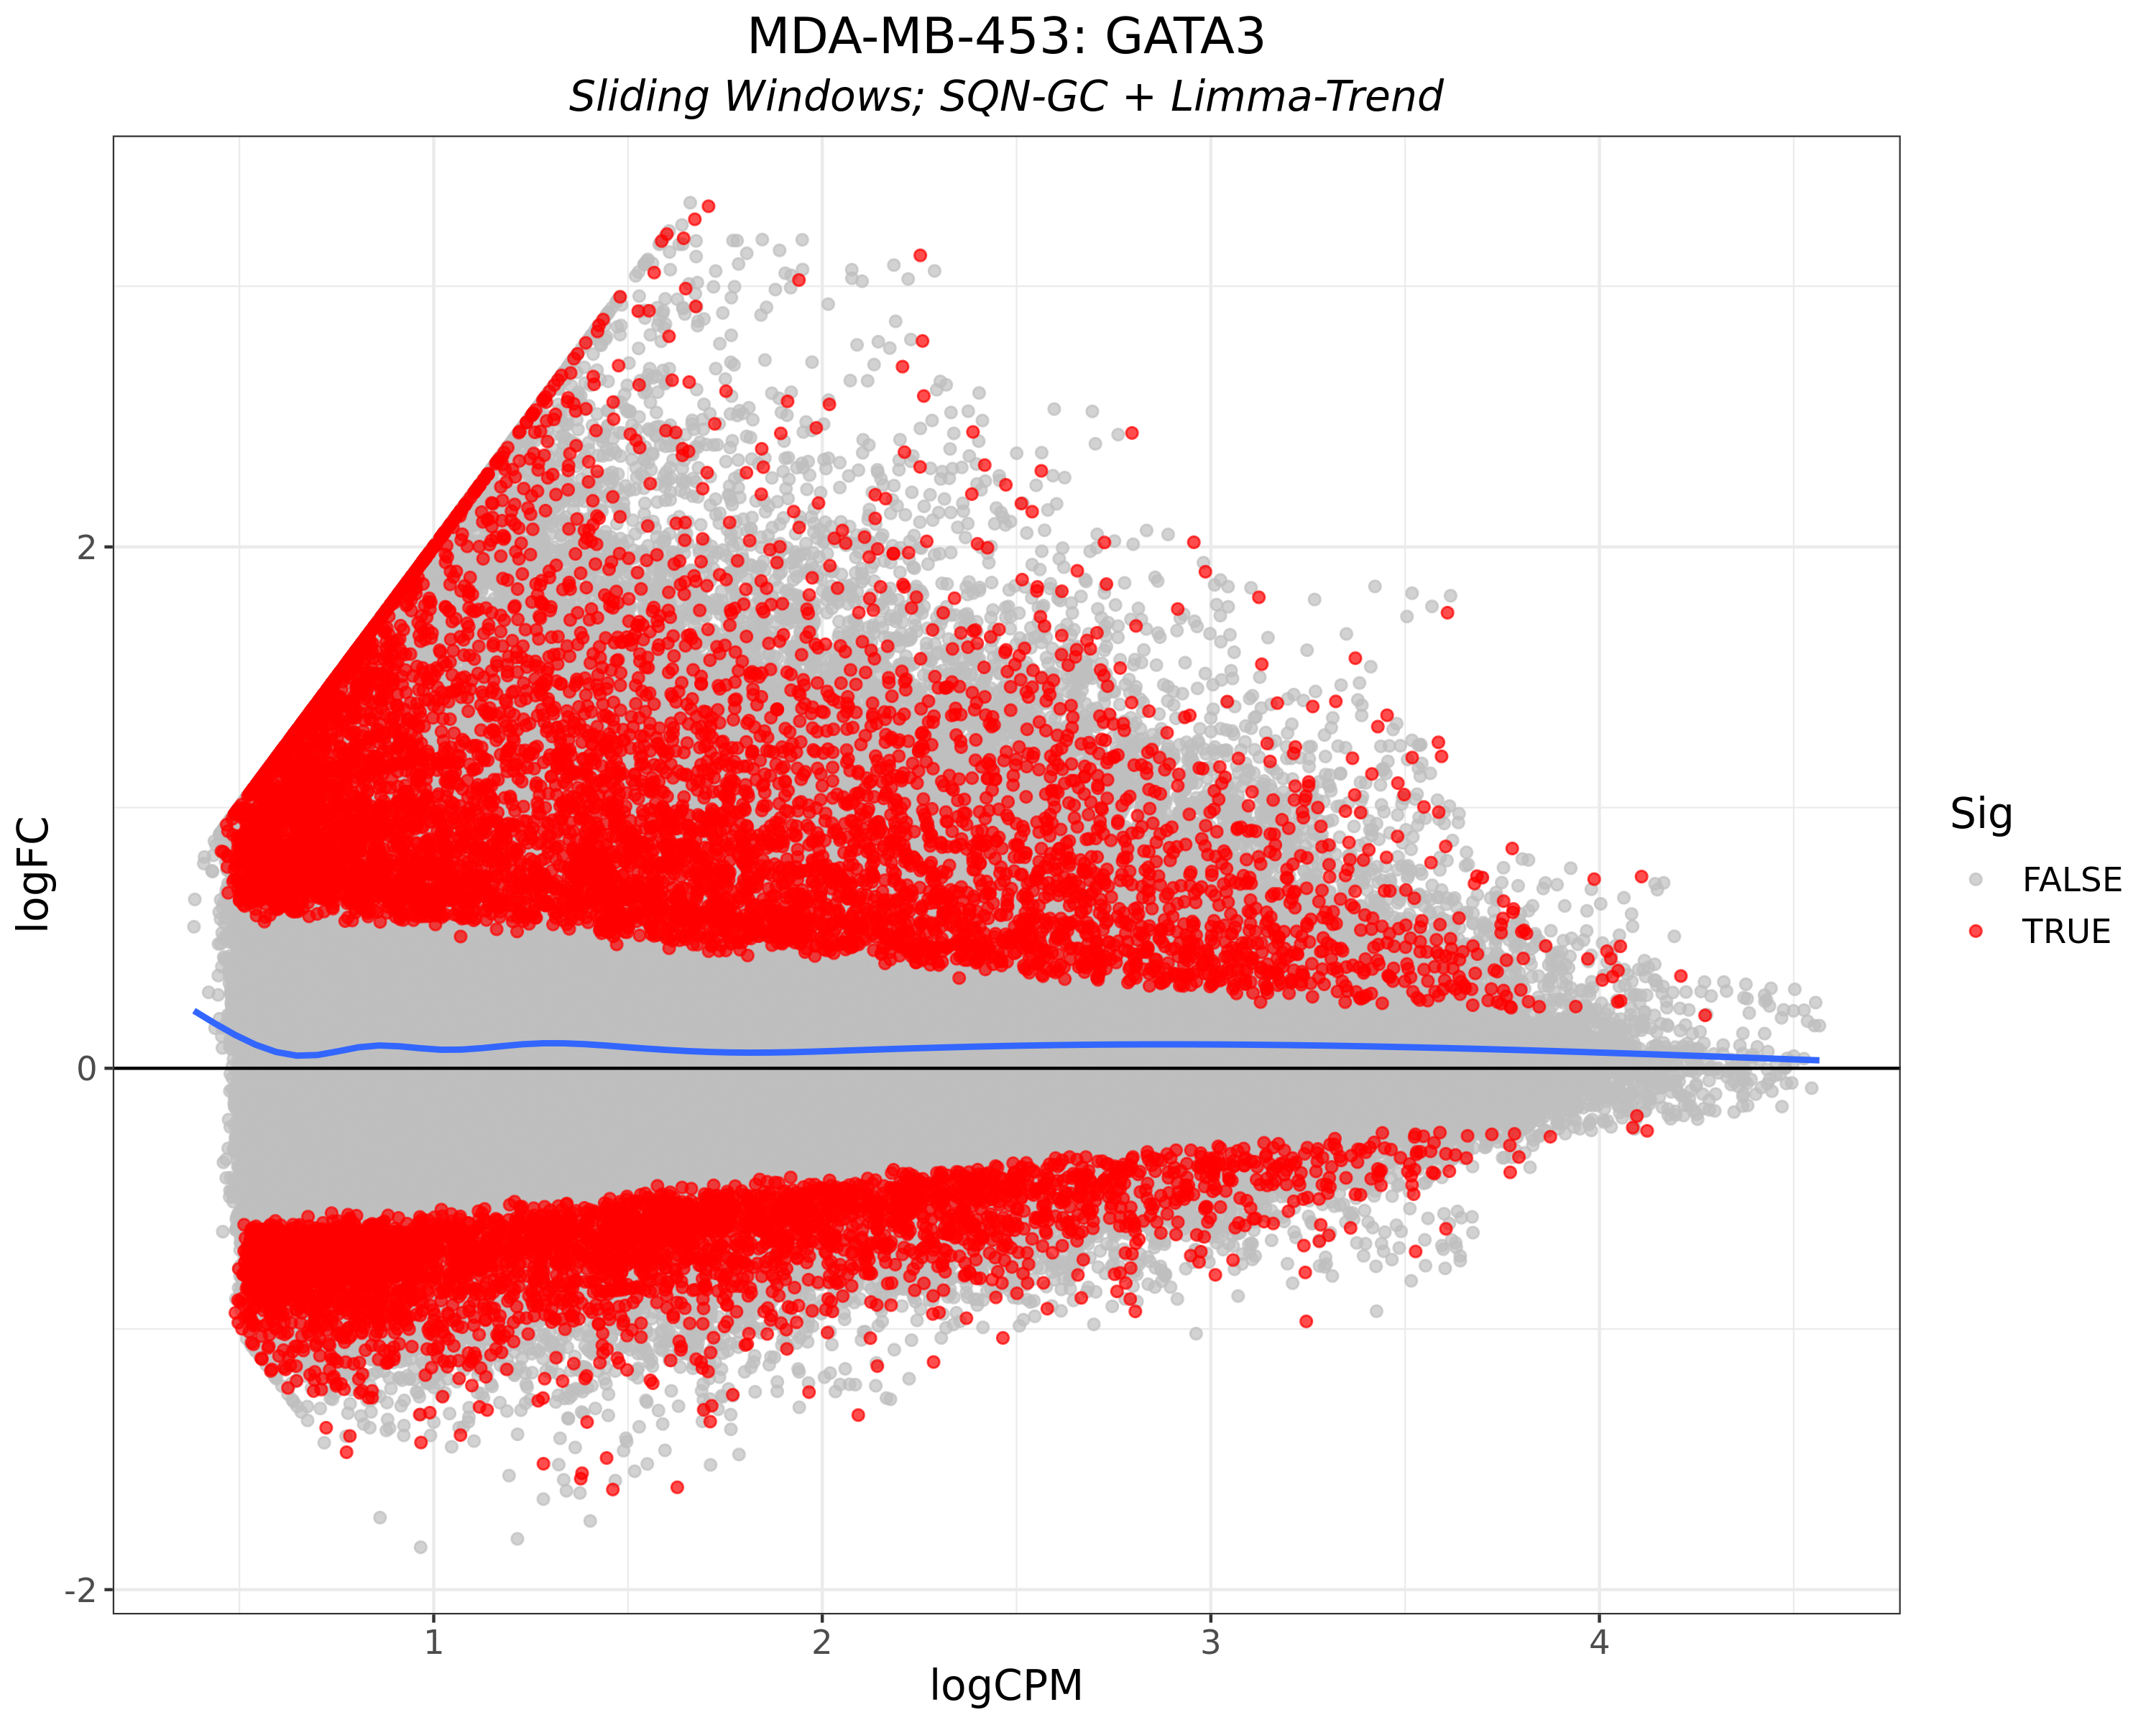 MDA-MB-453: GATA3
Sliding Windows; SQN-GC + Limma-Trend
logFC
2
0
-2
1
2
3
4
logCPM
Sig
FALSE
TRUE